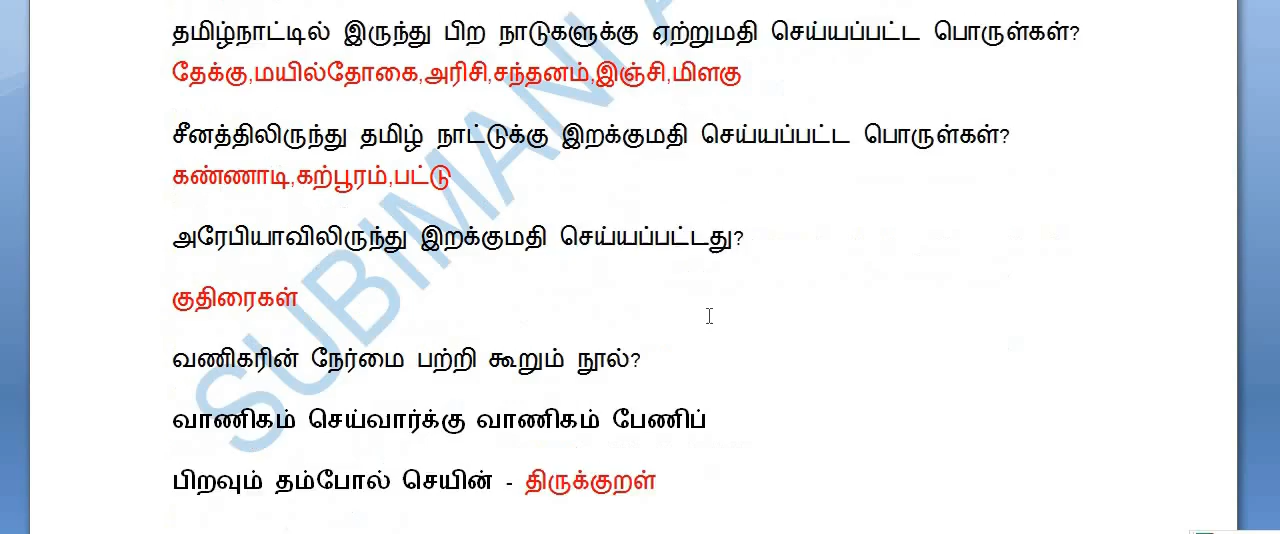 தமிழ்நாட்டில் இருந்து பிற நாடுகளுக்கு ஏற்றுமதி செய்யப்பட்ட பொருள்கள்?
தேக்கு,மயில்தோகை,அரிசி,சந்தனம்,இஞ்சி,மிளகு
சீனத்திலிருந்து தமிழ் நாட்டுக்கு இறக்குமதி செய்யப்பட்ட பொருள்கள்?
கண்ணாடி,கற்பூரம்,பட்டு
அரேபியாவிலிருந்து இறக்குமதி செய்யப்பட்டது?
குதிரைகள்
வணிகரின் நேர்மை பற்றி கூறும் நூல்?
வாணிகம் செய்வார்க்கு வாணிகம் பேணிப்
பிறவும் தம்போல் செயின் - திருக்குறள்
SUBIMANI A